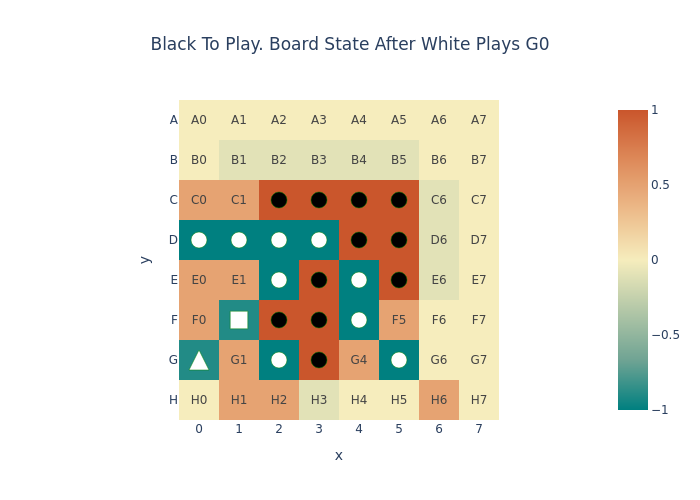 Black To Play. Board State After White Plays G0
A A0 A1 A2 A3 A4 A5 A6 A7
B B0 B1 B2 B3 B4 B5 B6 B7
C C0 C1 C6 C7
D D6 D7
E E0 E1 E6 E7
F F0 F5 F6 F7
G G1 G4 G6 G7
H H0 H1 H2 H3 H4 H5 H6 H7
0 1 2 3 4 5 6 7
x
y
1
0.5
0
−0.5
−1